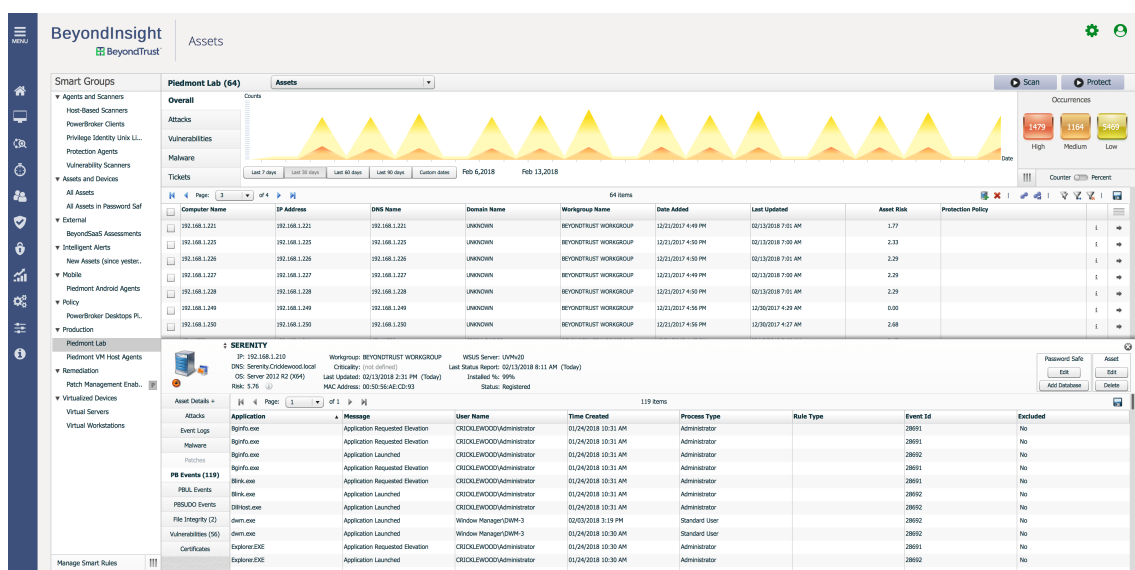 MENU
BeyondInsight
BeyondTrust
Assets
Smart Groups
Agents and Scanners
Host-Based Scanners
PowerBroker Clients
Privilege Identity Unix Li...
Protection Agents
Vulnerability Scanners
Assets and Devices
All Assets
All Assets in Password Saf
External
BeyondSaaS Assessments
Intelligent Alerts
New Assets (since yester..
Mobile
Piedmont Android Agents
Policy
PowerBroker Desktops Pi..
Production
Piedmont Lab
Piedmont VM Host Agents
Remediation
Patch Management Enab.. P
Virtualized Devices
Virtual Servers
Virtual Workstations
Manage Smart Rules
Piedmont Lab (64) Assets Scan Protect
Overall
Attacks
Vulnerabilities
Malware
Tickets
Counts
Date
Last 7 days Last 30 days Last 60 days Last 90 days Custom dates Feb 6,2018 Feb 13,2018
Occurrences
1479 1164 5469
High Medium Low
Counter Percent
Page: 3 of 4 64 items
Computer Name IP Address DNS Name Domain Name Workgroup Name Date Added Last Updated Asset Risk Protection Policy
192.168.1.221 192.168.1.221 192.168.1.221 UNKNOWN BEYONDTRUST WORKGROUP 12/21/2017 4:49 PM 02/13/2018 7:01 AM 1.77
192.168.1.225 192.168.1.225 192.168.1.225 UNKNOWN BEYONDTRUST WORKGROUP 12/21/2017 4:50 PM 02/13/2018 7:00 AM 2.33
192.168.1.226 192.168.1.226 192.168.1.226 UNKNOWN BEYONDTRUST WORKGROUP 12/21/2017 4:50 PM 02/13/2018 7:01 AM 2.29
192.168.1.227 192.168.1.227 192.168.1.227 UNKNOWN BEYONDTRUST WORKGROUP 12/21/2017 4:49 PM 02/13/2018 7:00 AM 2.29
192.168.1.228 192.168.1.228 192.168.1.228 UNKNOWN BEYONDTRUST WORKGROUP 12/21/2017 4:50 PM 02/13/2018 7:01 AM 2.29
192.168.1.249 192.168.1.249 192.168.1.249 UNKNOWN BEYONDTRUST WORKGROUP 12/21/2017 4:56 PM 12/30/2017 4:29 AM 0.00
192.168.1.250 192.168.1.250 192.168.1.250 UNKNOWN BEYONDTRUST WORKGROUP 12/21/2017 4:56 PM 12/30/2017 4:27 AM 2.68
SERENITY
IP: 192.168.1.210 Workgroup: BEYONDTRUST WORKGROUP WSUS Server: UVMv20
DNS: Serenity.Cricklewood.local Criticality: (not defined) Last Status Report: 02/13/2018 8:11 AM (Today)
OS: Server 2012 R2 (X64) Last Updated: 02/13/2018 2:31 PM (Today) Installed %: 99%
Risk: 5.76 MAC Address: 00:50:56:AE:CD:93 Status: Registered
Password Safe Asset
Edit Edit
Add Database Delete
Asset Details +
Attacks
Event Logs
Malware
Patches
PB Events (119)
PBUL Events
PBSUDO Events
File Integrity (2)
Vulnerabilities (56)
Certificates
Page: 1 of 1 119 items
Application Message User Name Time Created Process Type Rule Type Event Id Excluded
Bginfo.exe Application Requested Elevation CRICKLEWOOD\Administrator 01/24/2018 10:31 AM Administrator 28691 No
Bginfo.exe Application Requested Elevation CRICKLEWOOD\Administrator 01/24/2018 10:31 AM Administrator 28691 No
Bginfo.exe Application Launched CRICKLEWOOD\Administrator 01/24/2018 10:31 AM Administrator 28692 No
Bginfo.exe Application Requested Elevation CRICKLEWOOD\Administrator 01/24/2018 10:31 AM Administrator 28691 No
Blink.exe Application Requested Elevation CRICKLEWOOD\Administrator 01/24/2018 10:31 AM Administrator 28691 No
Blink.exe Application Launched CRICKLEWOOD\Administrator 01/24/2018 10:31 AM Administrator 28692 No
DllHost.exe Application Launched CRICKLEWOOD\Administrator 01/24/2018 10:31 AM Administrator 28692 No
dwm.exe Application Launched Window Manager\DWM-3 02/03/2018 3:19 PM Standard User 28692 No
dwm.exe Application Launched Window Manager\DWM-3 01/24/2018 10:30 AM Standard User 28692 No
Explorer.EXE Application Requested Elevation CRICKLEWOOD\Administrator 01/24/2018 10:30 AM Administrator 28691 No
Explorer.EXE Application Launched CRICKLEWOOD\Administrator 01/24/2018 10:30 AM Administrator 28692 No